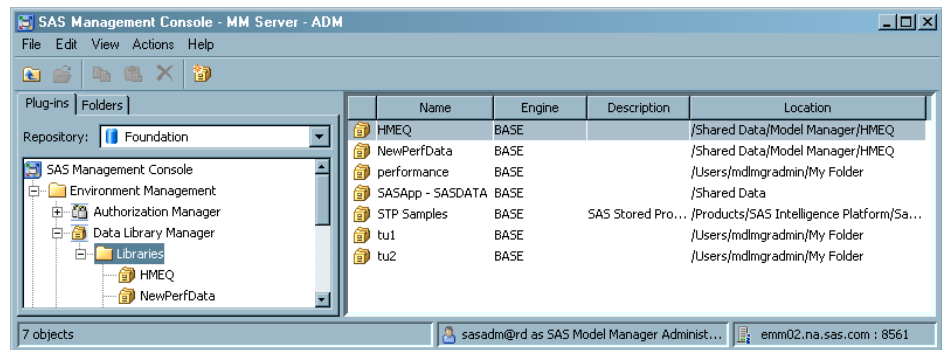 SAS Management Console - MM Server - ADM
File Edit View Actions Help
Plug-ins Folders
Repository: Foundation
SAS Management Console
Environment Management
Authorization Manager
Data Library Manager
Libraries
HMEQ
NewPerfData
Name Engine Description Location
HMEQ BASE /Shared Data/Model Manager/HMEQ
NewPerfData BASE /Shared Data/Model Manager/HMEQ
performance BASE /Users/mdlmgradmin/My Folder
SASApp - SASDATA BASE /Shared Data
STP Samples BASE SAS Stored Pro... /Products/SAS Intelligence Platform/Sa...
tu1 BASE /Users/mdlmgradmin/My Folder
tu2 BASE /Users/mdlmgradmin/My Folder
7 objects sasadm@rd as SAS Model Manager Administ... emm02.na.sas.com : 8561